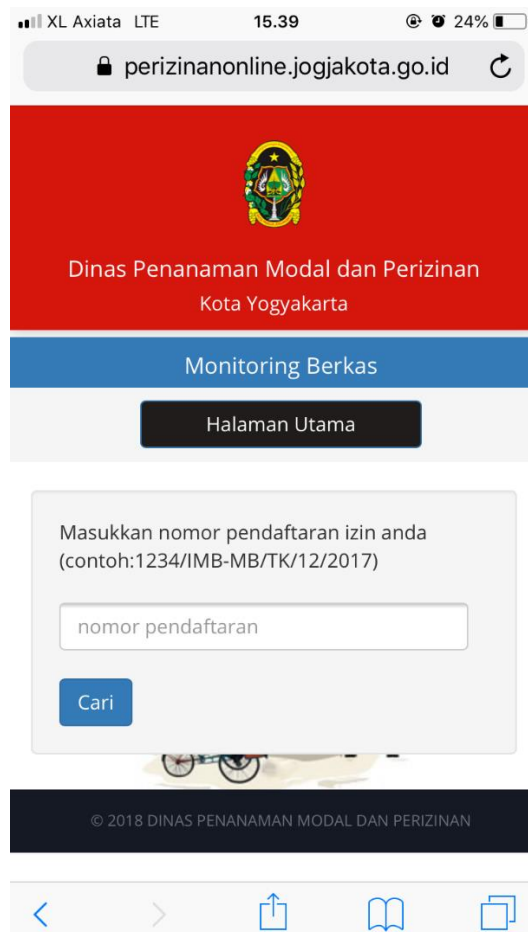 XL Axiata LTE 15.39 24%
perizinanonline.jogjakota.go.id
Dinas Penanaman Modal dan Perizinan
Kota Yogyakarta
Monitoring Berkas
Halaman Utama
Masukkan nomor pendaftaran izin anda
(contoh:1234/IMB-MB/TK/12/2017)
nomor pendaftaran
Cari
© 2018 DINAS PENANAMAN MODAL DAN PERIZINAN